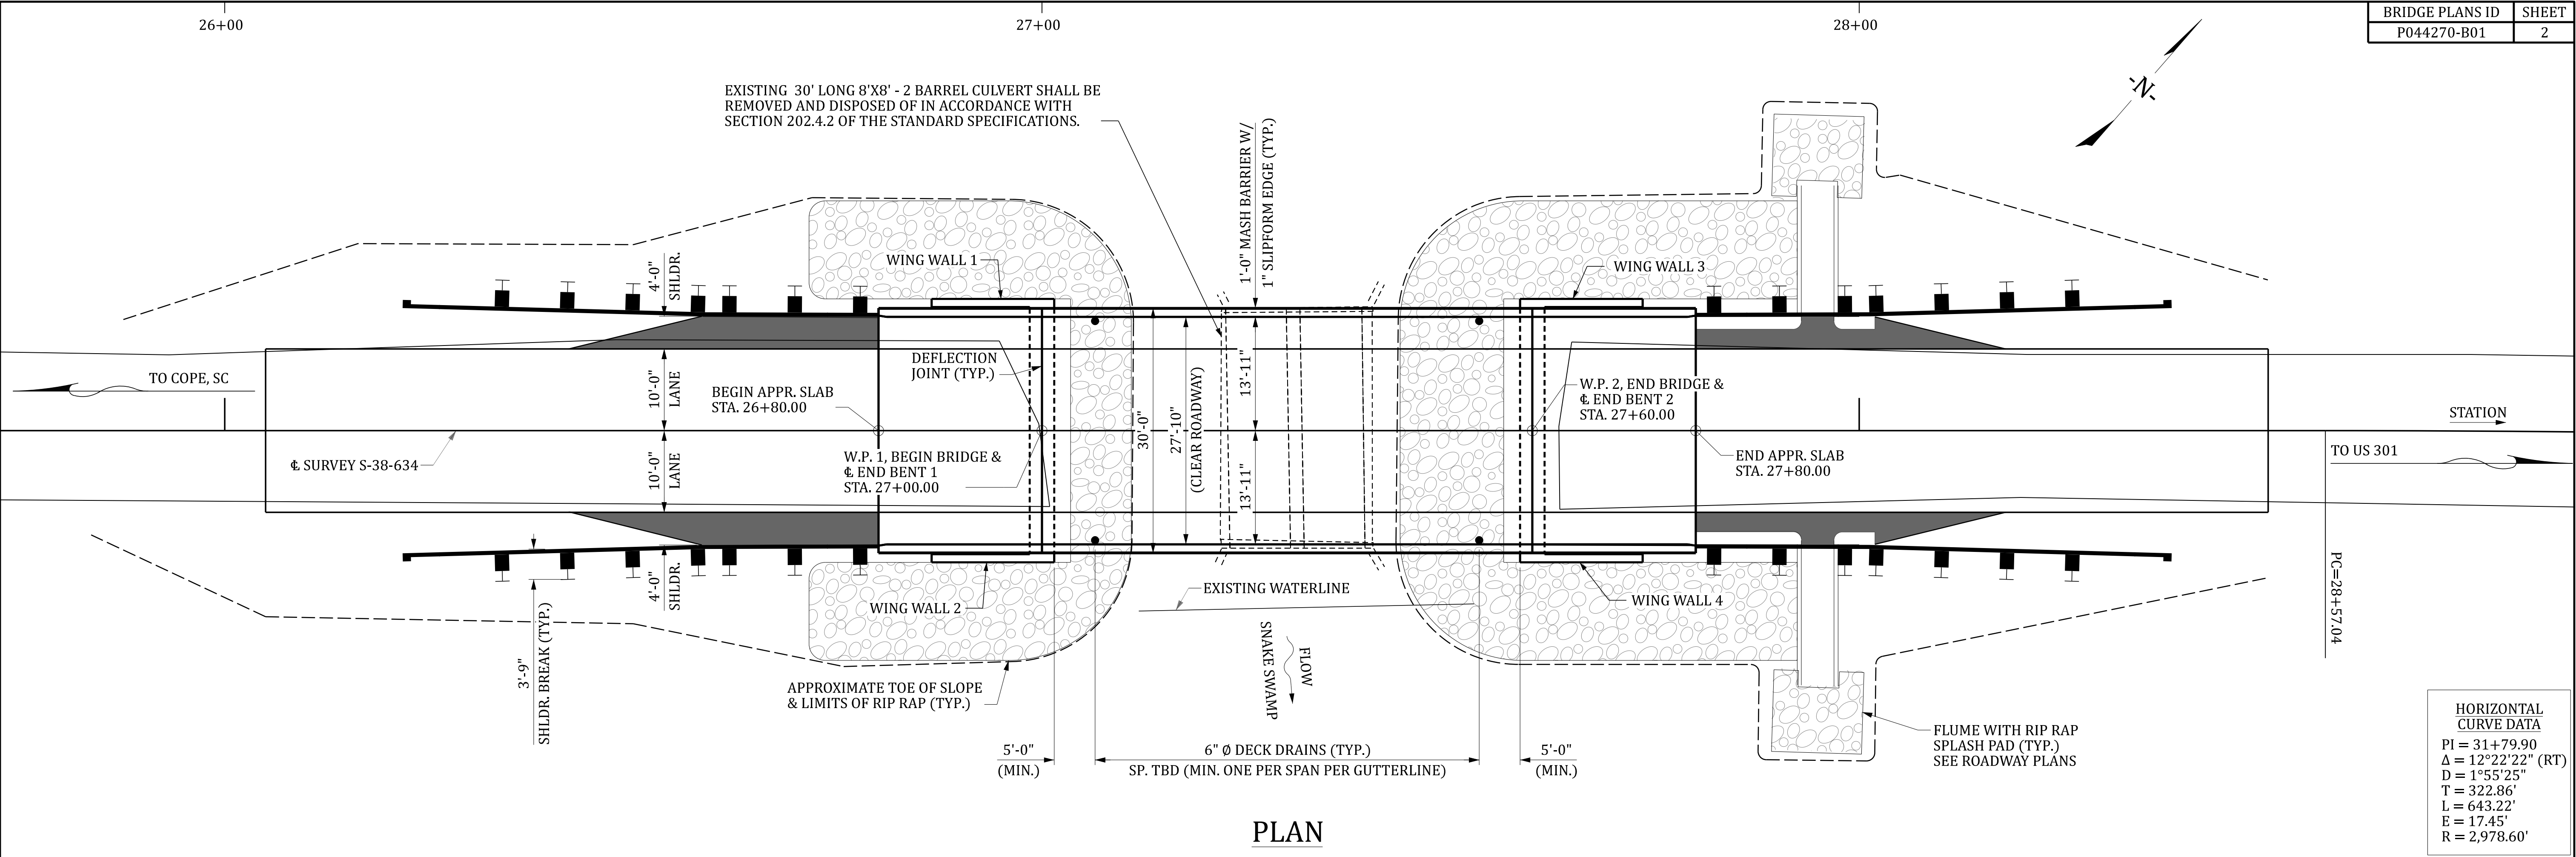 26+00
27+00
28+00
BRIDGE PLANS ID
SHEET
P044270-B01
2
-N-
EXISTING 30' LONG 8'X8' - 2 BARREL CULVERT SHALL BE
REMOVED AND DISPOSED OF IN ACCORDANCE WITH
SECTION 202.4.2 OF THE STANDARD SPECIFICATIONS.
1'-0" MASH BARRIER W/
1" SLIPFORM EDGE (TYP.)
4'-0"
SHLDR.
WING WALL 1
WING WALL 3
TO COPE, SC
10'-0"
LANE
DEFLECTION
JOINT (TYP.)
BEGIN APPR. SLAB
STA. 26+80.00
30'-0"
27'-10"
(CLEAR ROADWAY)
13'-11"
13'-11"
W.P. 2, END BRIDGE &
℄ END BENT 2
STA. 27+60.00
STATION
℄ SURVEY S-38-634
10'-0"
LANE
W.P. 1, BEGIN BRIDGE &
℄ END BENT 1
STA. 27+00.00
END APPR. SLAB
STA. 27+80.00
TO US 301
PC=28+57.04
4'-0"
SHLDR.
3'-9"
SHLDR. BREAK (TYP.)
WING WALL 2
EXISTING WATERLINE
WING WALL 4
SNAKE SWAMP
FLOW
APPROXIMATE TOE OF SLOPE
& LIMITS OF RIP RAP (TYP.)
5'-0"
(MIN.)
6" Ø DECK DRAINS (TYP.)
SP. TBD (MIN. ONE PER SPAN PER GUTTERLINE)
5'-0"
(MIN.)
FLUME WITH RIP RAP
SPLASH PAD (TYP.)
SEE ROADWAY PLANS
HORIZONTAL
CURVE DATA
PI = 31+79.90
Δ = 12°22'22" (RT)
D = 1°55'25"
T = 322.86'
L = 643.22'
E = 17.45'
R = 2,978.60'
PLAN